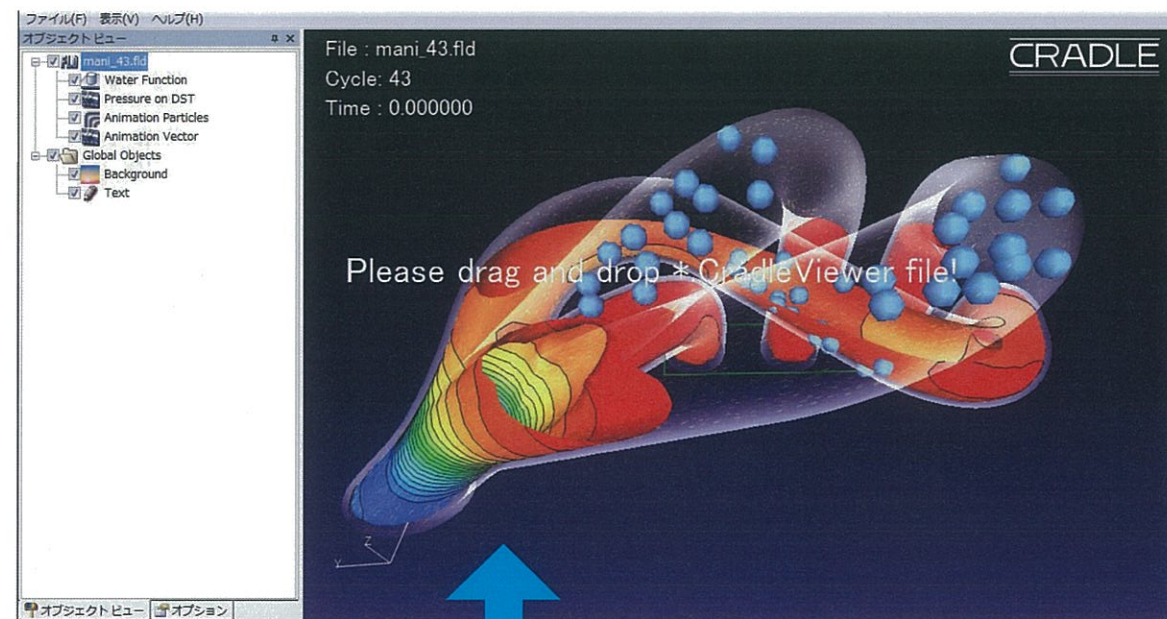 ファイル(F) 表示(V) ヘルプ(H)
オブジェクト ビュー
mani_43.fld
Water Function
Pressure on DST
Animation Particles
Animation Vector
Global Objects
Background
Text
オブジェクト ビュー オプション
File : mani_43.fld
Cycle: 43
Time : 0.000000
CRADLE
Please drag and drop *.CradleViewer file!
Z
Y